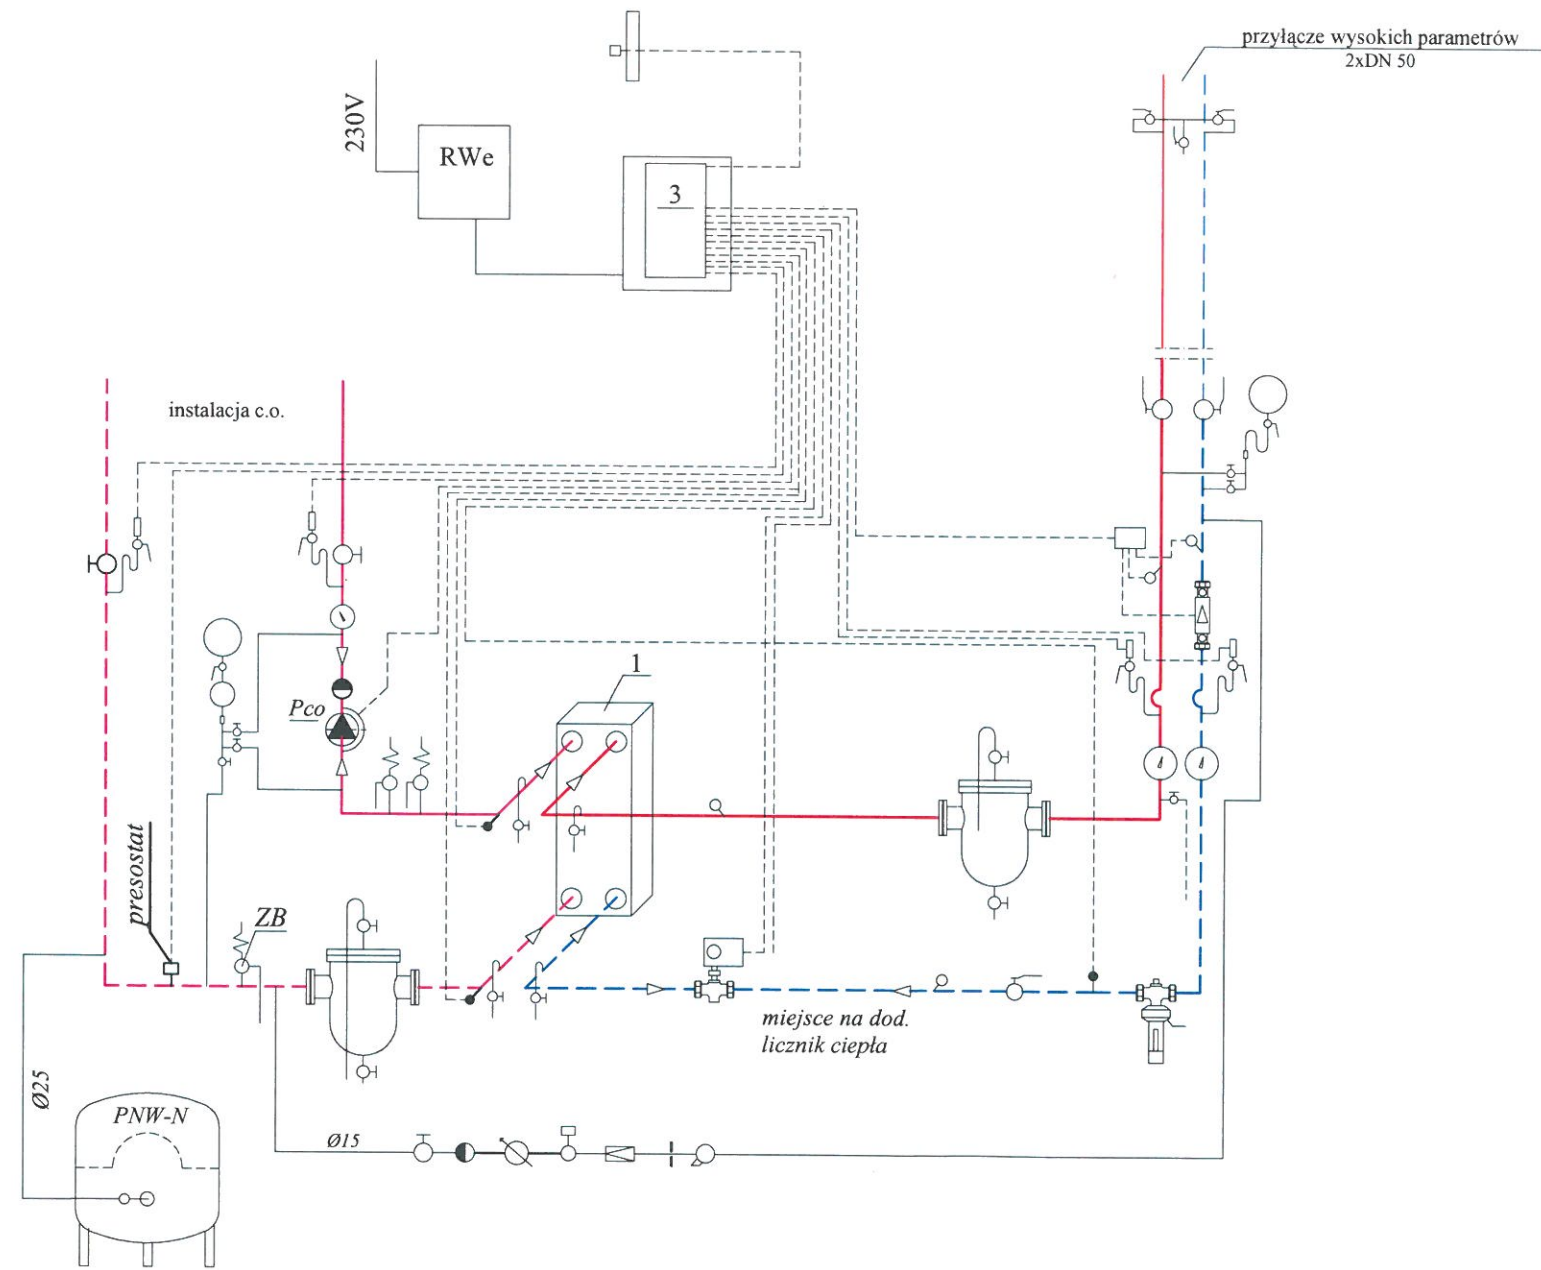 przyłącze wysokich parametrów
2xDN 50
230V
RWe
3
instalacja c.o.
1
Pco
presostat
ZB
miejsce na dod.
licznik ciepła
Ø25
PNW-N
Ø15